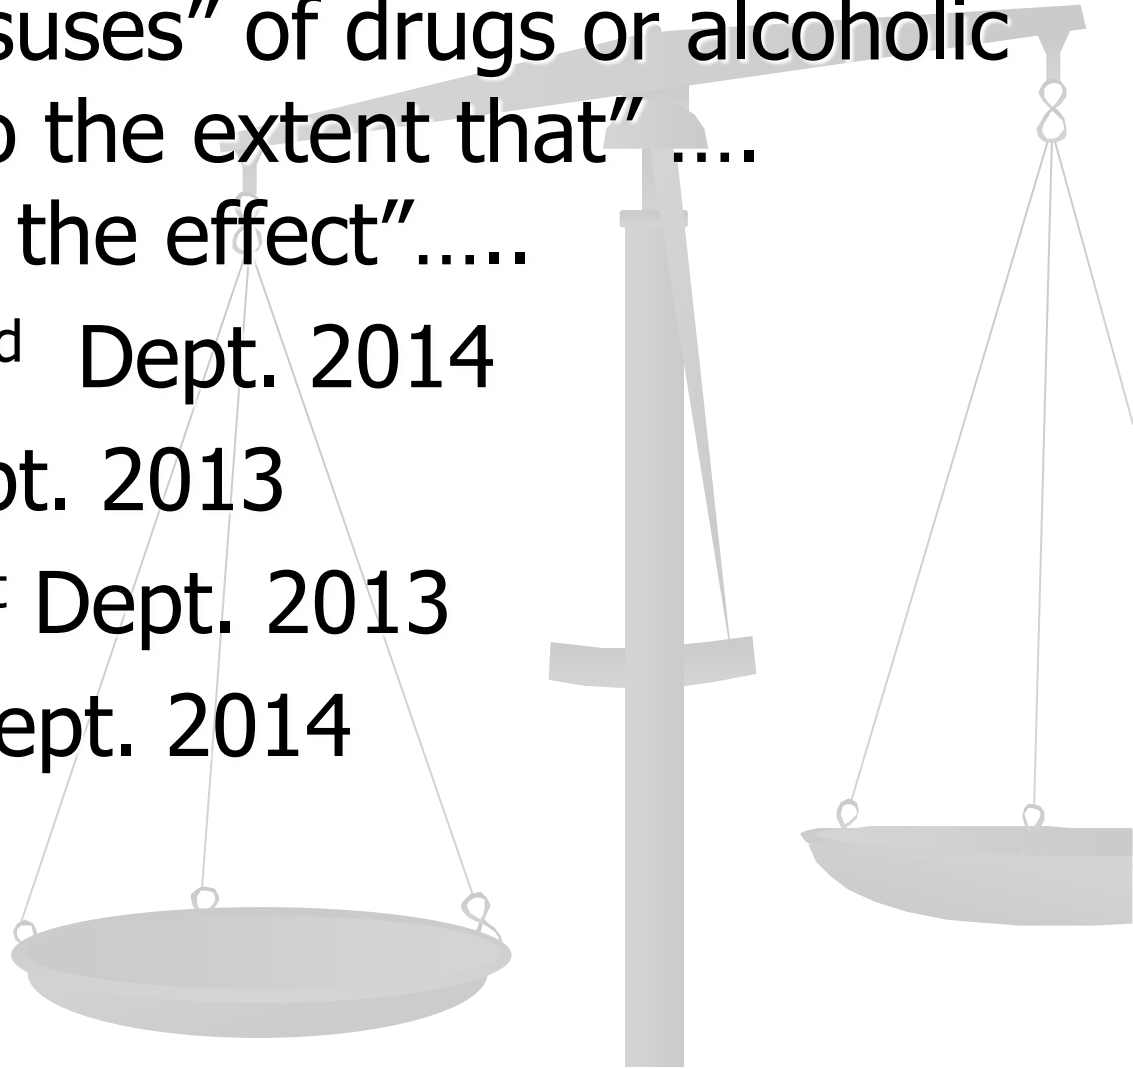 suses” of drugs or alcoholic
the extent that”….
the effect”…..
d Dept. 2014
pt. 2013
Dept. 2013
ept. 2014